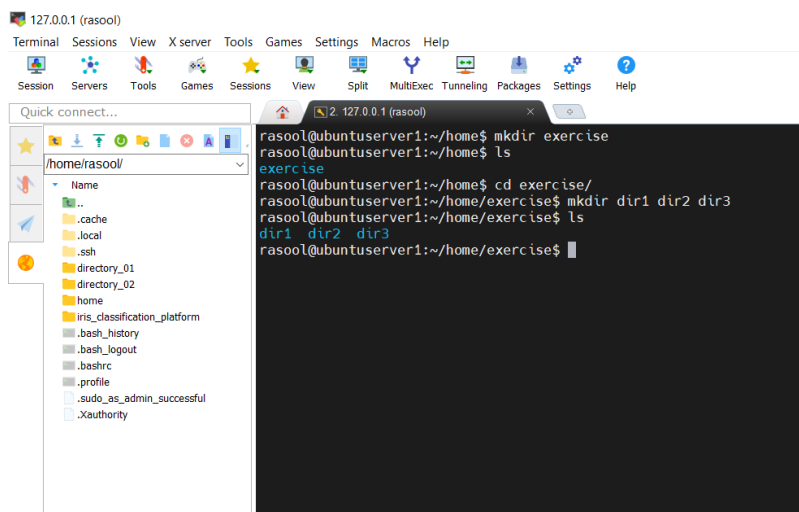 127.0.0.1 (rasool)
Terminal Sessions View X server Tools Games Settings Macros Help
Session Servers Tools Games Sessions View Split MultiExec Tunneling Packages Settings Help
Quick connect...
2. 127.0.0.1 (rasool)
/home/rasool/
Name
..
.cache
.local
.ssh
directory_01
directory_02
home
iris_classification_platform
.bash_history
.bash_logout
.bashrc
.profile
.sudo_as_admin_successful
.Xauthority
rasool@ubuntuserver1:~/home$ mkdir exercise
rasool@ubuntuserver1:~/home$ ls
exercise
rasool@ubuntuserver1:~/home$ cd exercise/
rasool@ubuntuserver1:~/home/exercise$ mkdir dir1 dir2 dir3
rasool@ubuntuserver1:~/home/exercise$ ls
dir1 dir2 dir3
rasool@ubuntuserver1:~/home/exercise$